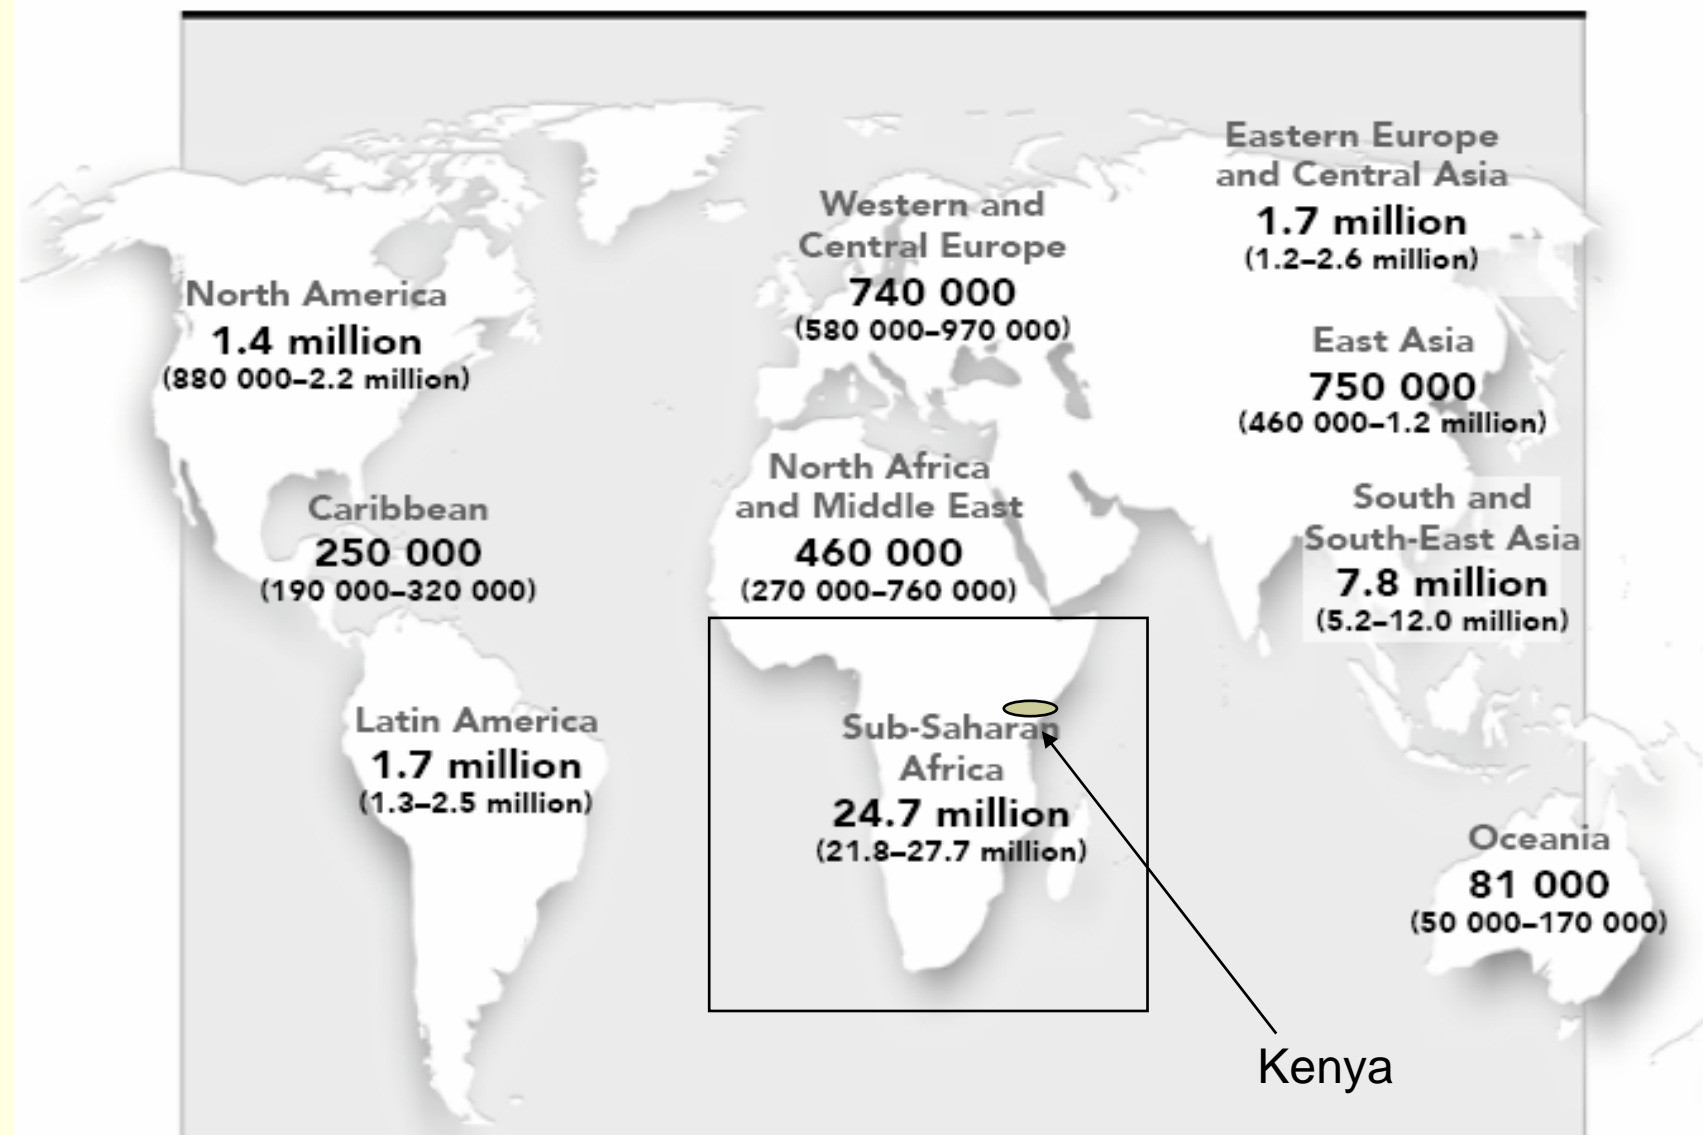 Eastern Europe
and Central Asia
1.7 million
(1.2–2.6 million)
Western and
Central Europe
740 000
(580 000–970 000)
North America
1.4 million
(880 000–2.2 million)
East Asia
750 000
(460 000–1.2 million)
North Africa
and Middle East
460 000
(270 000–760 000)
Caribbean
250 000
(190 000–320 000)
South and
South-East Asia
7.8 million
(5.2–12.0 million)
Latin America
1.7 million
(1.3–2.5 million)
Sub-Saharan
Africa
24.7 million
(21.8–27.7 million)
Oceania
81 000
(50 000–170 000)
Kenya